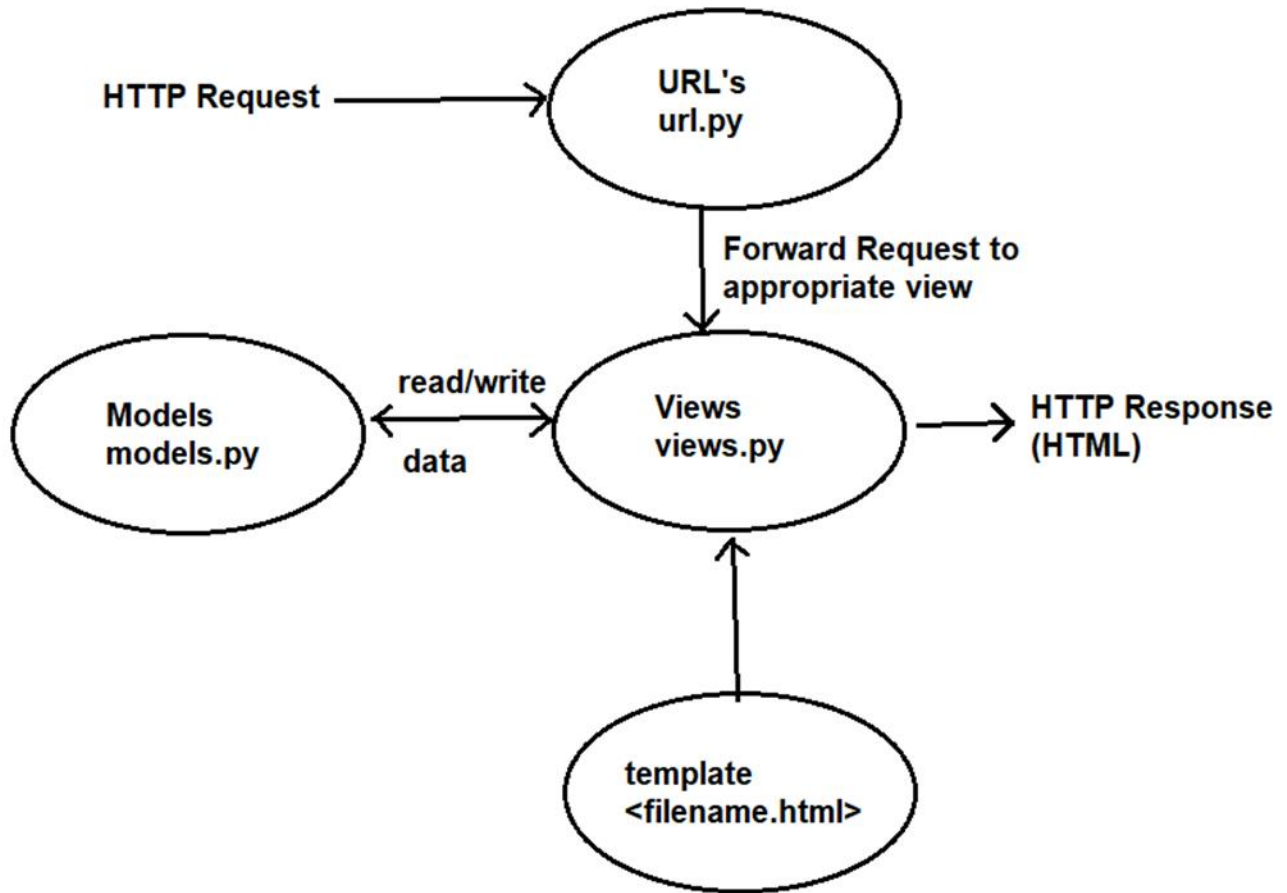 HTTP Request
URL's
url.py
Forward Request to
appropriate view
Models
models.py
read/write
data
Views
views.py
HTTP Response
(HTML)
template
<filename.html>